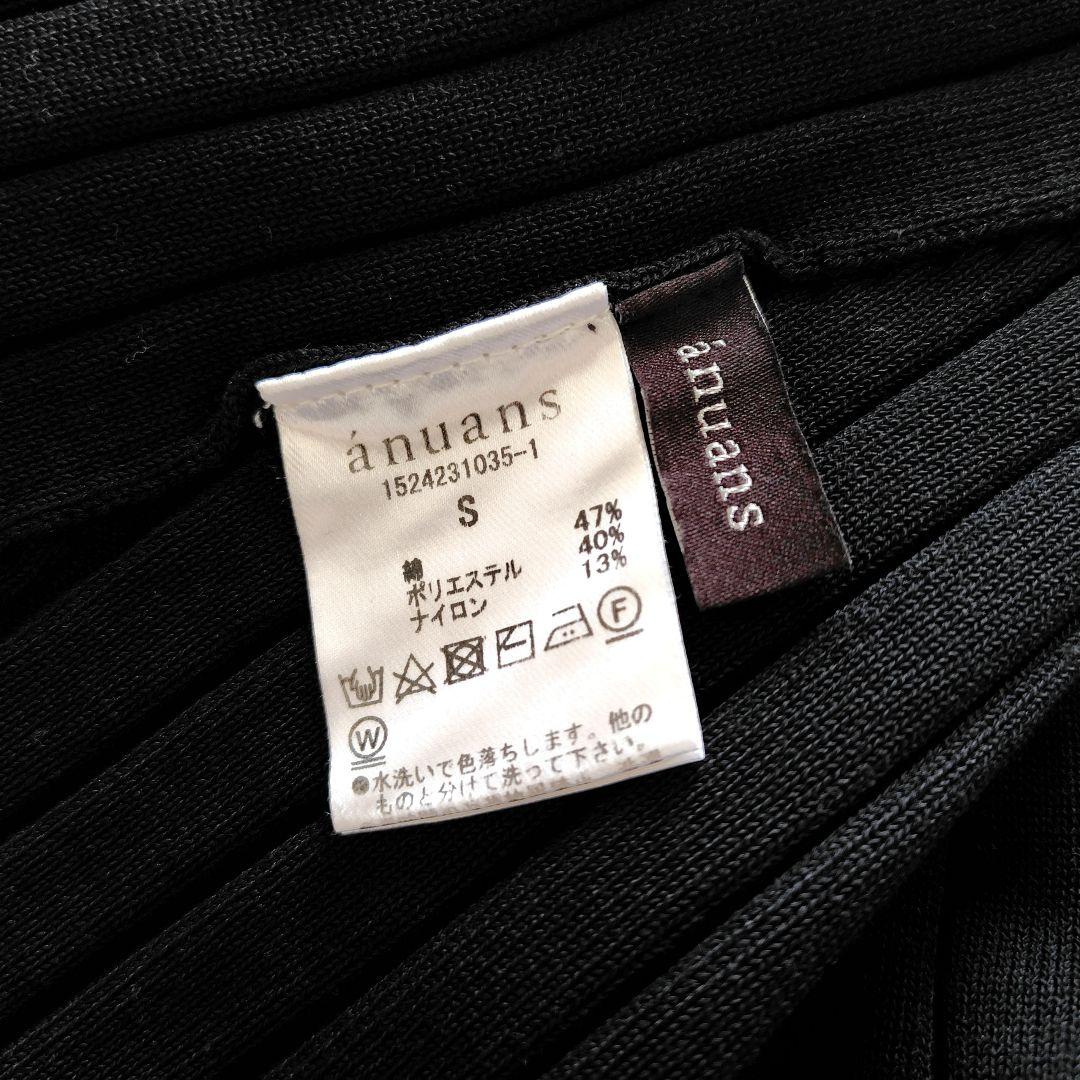 ánuans
1524231035-1
S
綿 47%
ポリエステル 40%
ナイロン 13%
F
W
●水洗いで色落ちします。他の
ものと分けて洗って下さい。
ánuans